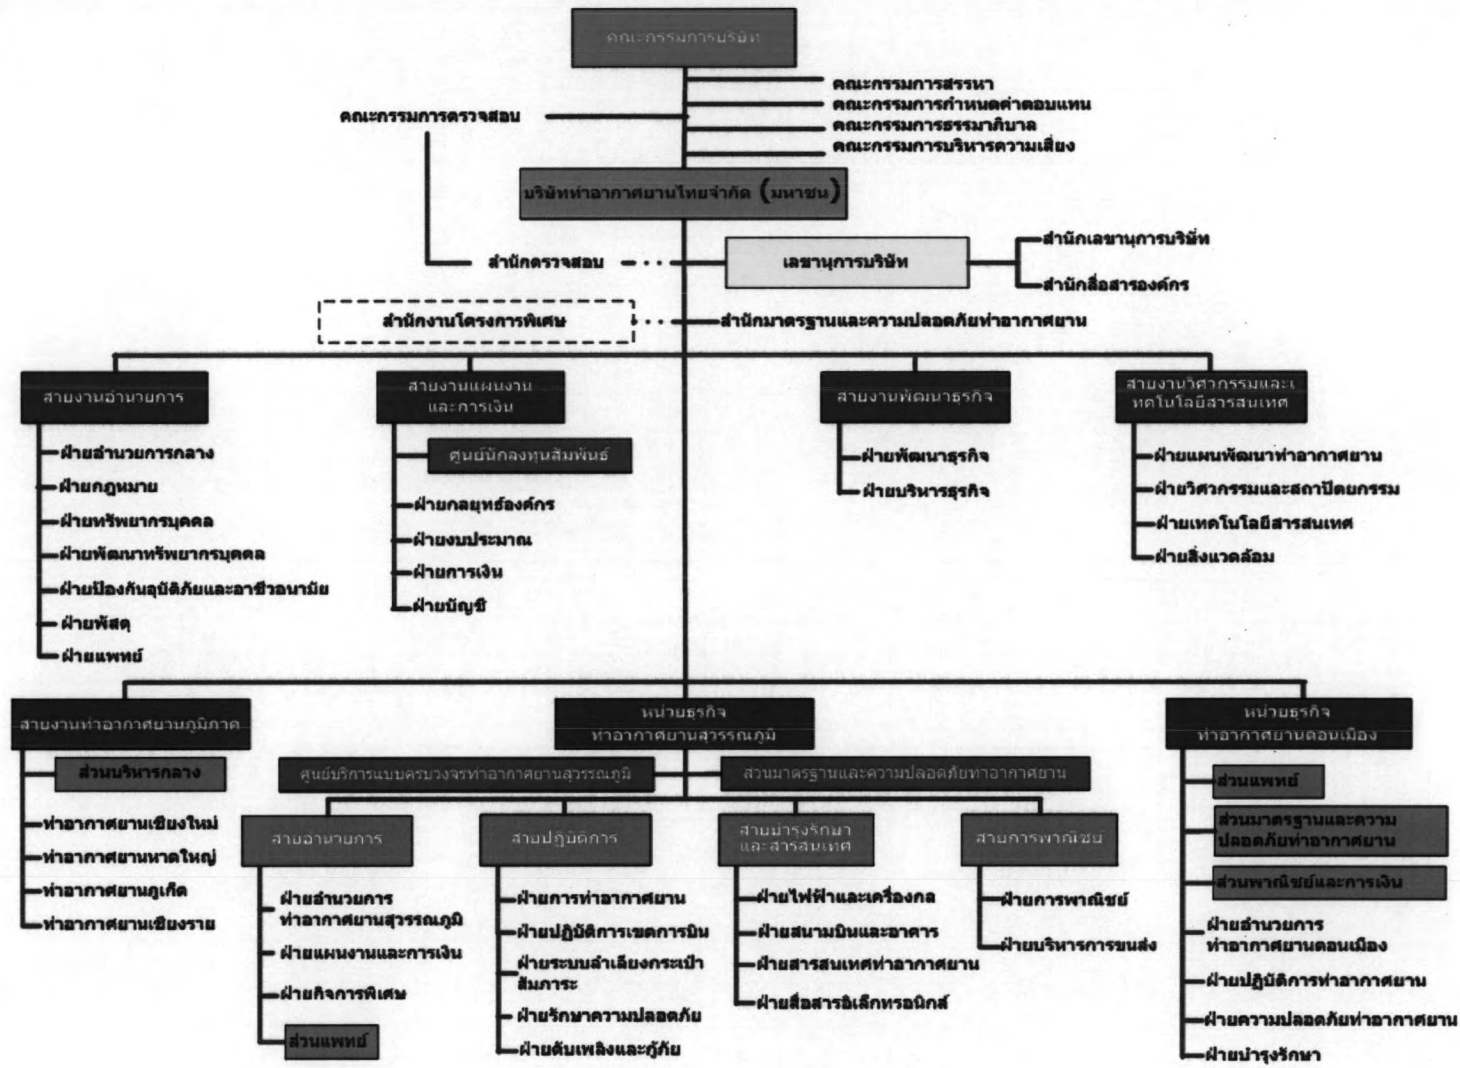 คณะกรรมการบริษัท
คณะกรรมการสรรหา
คณะกรรมการกำหนดค่าตอบแทน
คณะกรรมการตรวจสอบ
คณะกรรมการธรรมาภิบาล
คณะกรรมการบริหารความเสี่ยง
บริษัทท่าอากาศยานไทยจำกัด (มหาชน)
สำนักตรวจสอบ
เลขานุการบริษัท
สำนักเลขานุการบริษัท
สำนักสื่อสารองค์กร
สำนักงานโครงการพิเศษ
สำนักมาตรฐานและความปลอดภัยท่าอากาศยาน
สายงานอำนวยการ
ฝ่ายอำนวยการกลาง
ฝ่ายกฎหมาย
ฝ่ายทรัพยากรบุคคล
ฝ่ายพัฒนาทรัพยากรบุคคล
ฝ่ายป้องกันอุบัติภัยและอาชีวอนามัย
ฝ่ายพัสดุ
ฝ่ายแพทย์
สายงานแผนงาน
และการเงิน
ศูนย์นักลงทุนสัมพันธ์
ฝ่ายกลยุทธ์องค์กร
ฝ่ายงบประมาณ
ฝ่ายการเงิน
ฝ่ายบัญชี
สายงานพัฒนาธุรกิจ
ฝ่ายพัฒนาธุรกิจ
ฝ่ายบริหารธุรกิจ
สายงานวิศวกรรมและเ
ทคโนโลยีสารสนเทศ
ฝ่ายแผนพัฒนาท่าอากาศยาน
ฝ่ายวิศวกรรมและสถาปัตยกรรม
ฝ่ายเทคโนโลยีสารสนเทศ
ฝ่ายสิ่งแวดล้อม
สายงานท่าอากาศยานภูมิภาค
ส่วนบริหารกลาง
ท่าอากาศยานเชียงใหม่
ท่าอากาศยานหาดใหญ่
ท่าอากาศยานภูเก็ต
ท่าอากาศยานเชียงราย
หน่วยธุรกิจ
ท่าอากาศยานสุวรรณภูมิ
ศูนย์บริการแบบครบวงจรท่าอากาศยานสุวรรณภูมิ
ส่วนมาตรฐานและความปลอดภัยท่าอากาศยาน
สายอำนวยการ
ฝ่ายอำนวยการ
ท่าอากาศยานสุวรรณภูมิ
ฝ่ายแผนงานและการเงิน
ฝ่ายกิจการพิเศษ
ส่วนแพทย์
สายปฏิบัติการ
ฝ่ายการท่าอากาศยาน
ฝ่ายปฏิบัติการเขตการบิน
ฝ่ายระบบลำเลียงกระเป๋า
สัมภาระ
ฝ่ายรักษาความปลอดภัย
ฝ่ายดับเพลิงและกู้ภัย
สายบำรุงรักษา
และสารสนเทศ
ฝ่ายไฟฟ้าและเครื่องกล
ฝ่ายสนามบินและอาคาร
ฝ่ายสารสนเทศท่าอากาศยาน
ฝ่ายสื่อสารอิเล็กทรอนิกส์
สายการพาณิชย์
ฝ่ายการพาณิชย์
ฝ่ายบริหารการขนส่ง
หน่วยธุรกิจ
ท่าอากาศยานดอนเมือง
ส่วนแพทย์
ส่วนมาตรฐานและความ
ปลอดภัยท่าอากาศยาน
ส่วนพาณิชย์และการเงิน
ฝ่ายอำนวยการ
ท่าอากาศยานดอนเมือง
ฝ่ายปฏิบัติการท่าอากาศยาน
ฝ่ายความปลอดภัยท่าอากาศยาน
ฝ่ายบำรุงรักษา